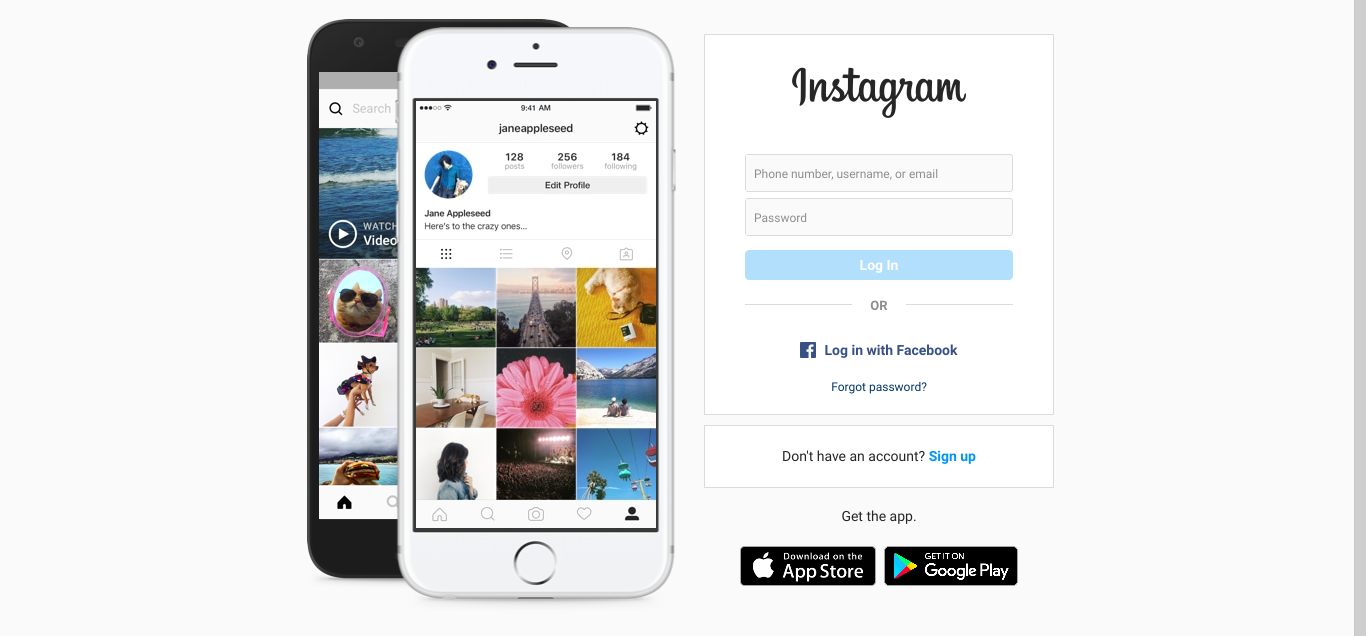 Search
WATCH
Video
9:41 AM
janeappleseed
128
256
184
posts
followers
following
Edit Profile
Jane Appleseed
Here's to the crazy ones...
Instagram
Phone number, username, or email
Password
Log In
OR
Log in with Facebook
Forgot password?
Don't have an account? Sign up
Get the app.
Download on the
App Store
GET IT ON
Google Play